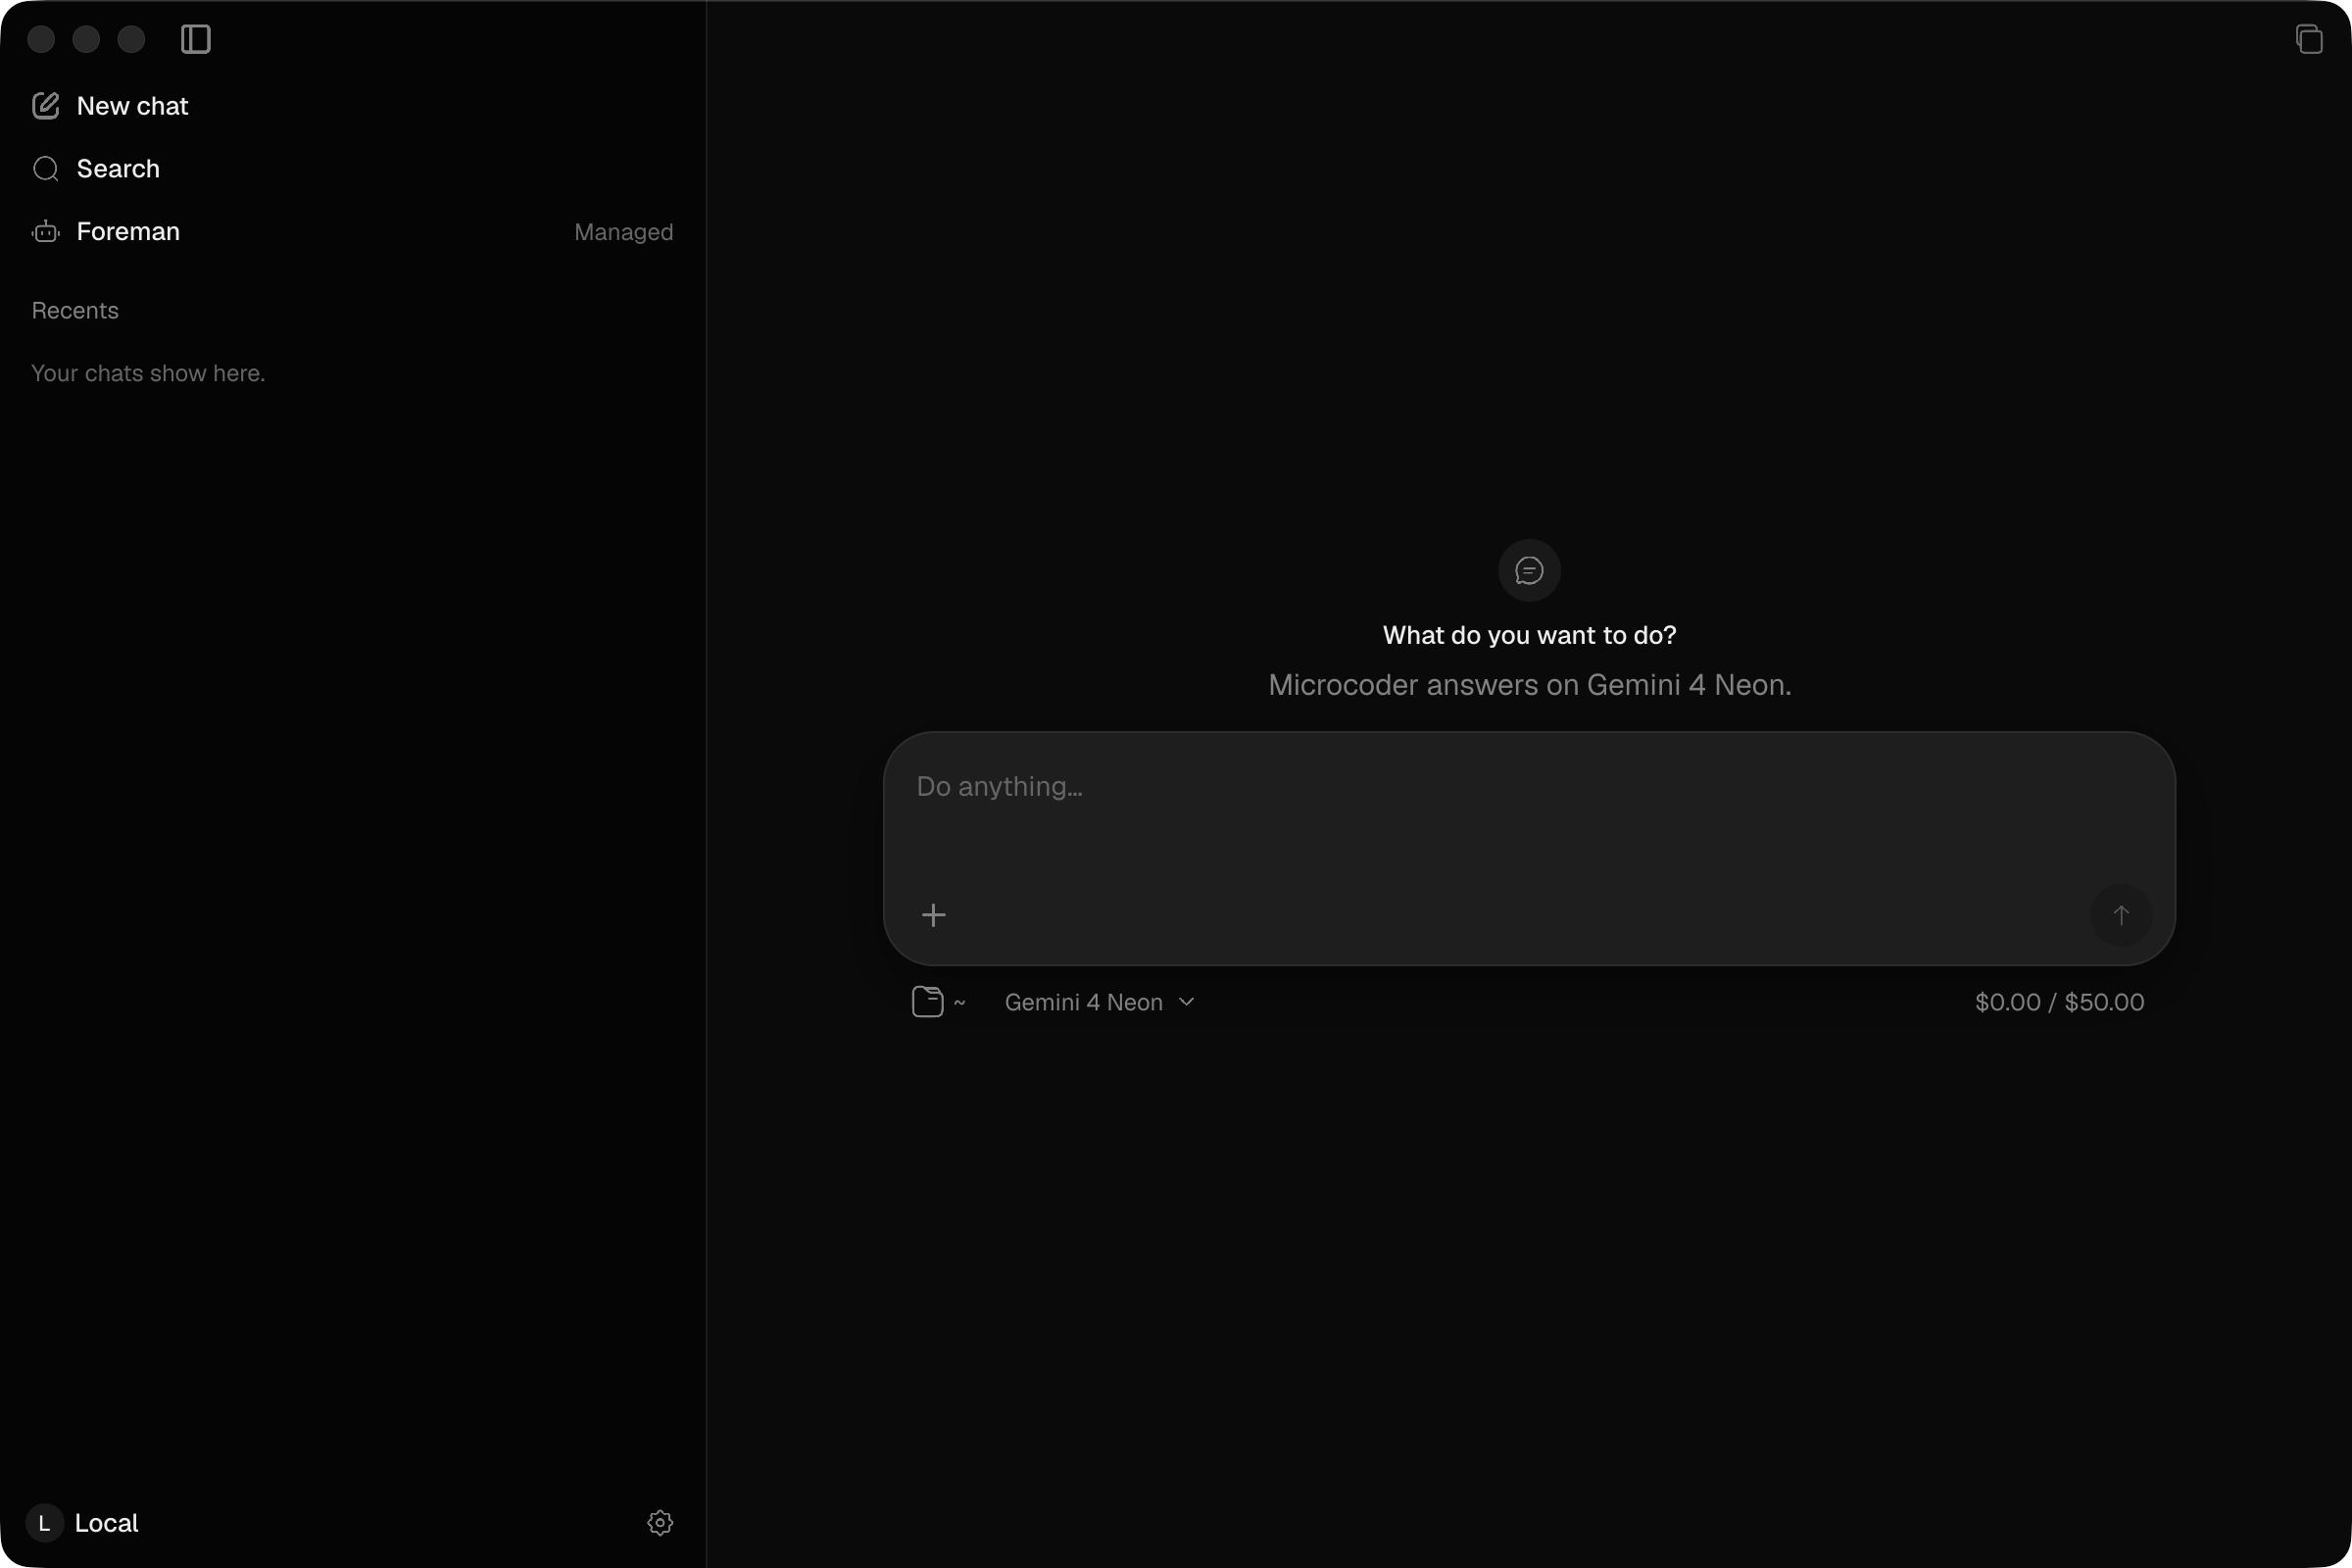 New chat
Search
Foreman
Managed
Recents
Your chats show here.
What do you want to do?
Microcoder answers on Gemini 4 Neon.
Do anything…
~
Gemini 4 Neon
$0.00 / $50.00
L
Local